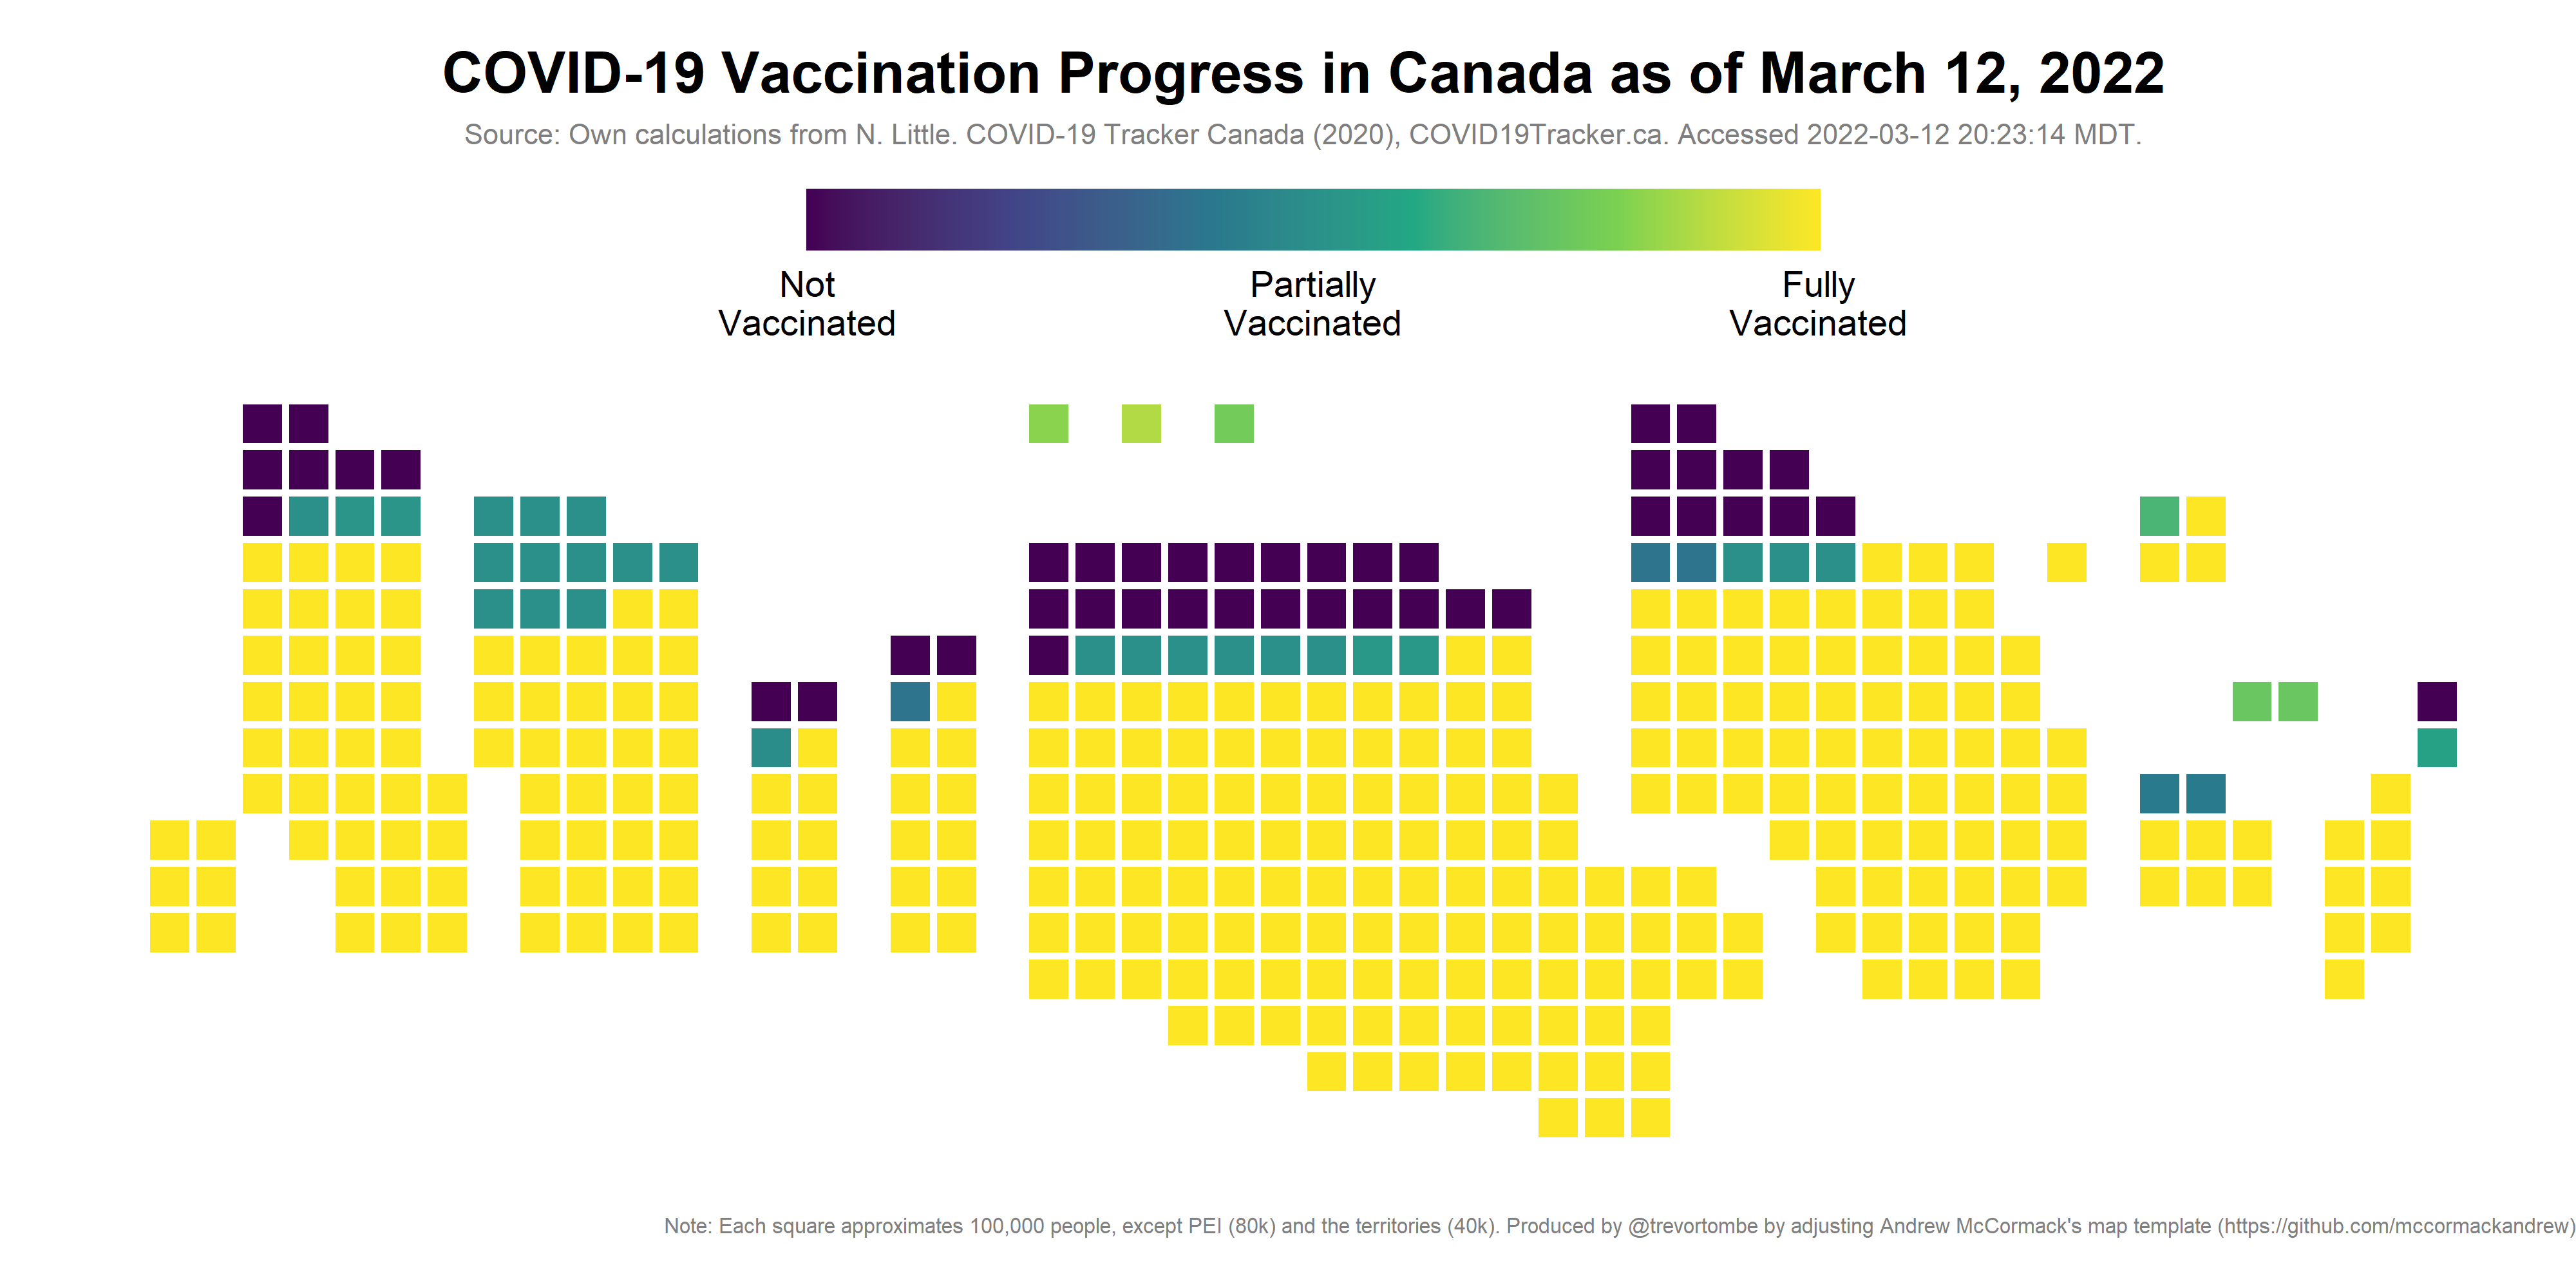 COVID-19 Vaccination Progress in Canada as of March 12, 2022
Source: Own calculations from N. Little. COVID-19 Tracker Canada (2020), COVID19Tracker.ca. Accessed 2022-03-12 20:23:14 MDT.
Not Vaccinated
Partially Vaccinated
Fully Vaccinated
Note: Each square approximates 100,000 people, except PEI (80k) and the territories (40k). Produced by @trevortombe by adjusting Andrew McCormack's map template (https://github.com/mccormackandrew)